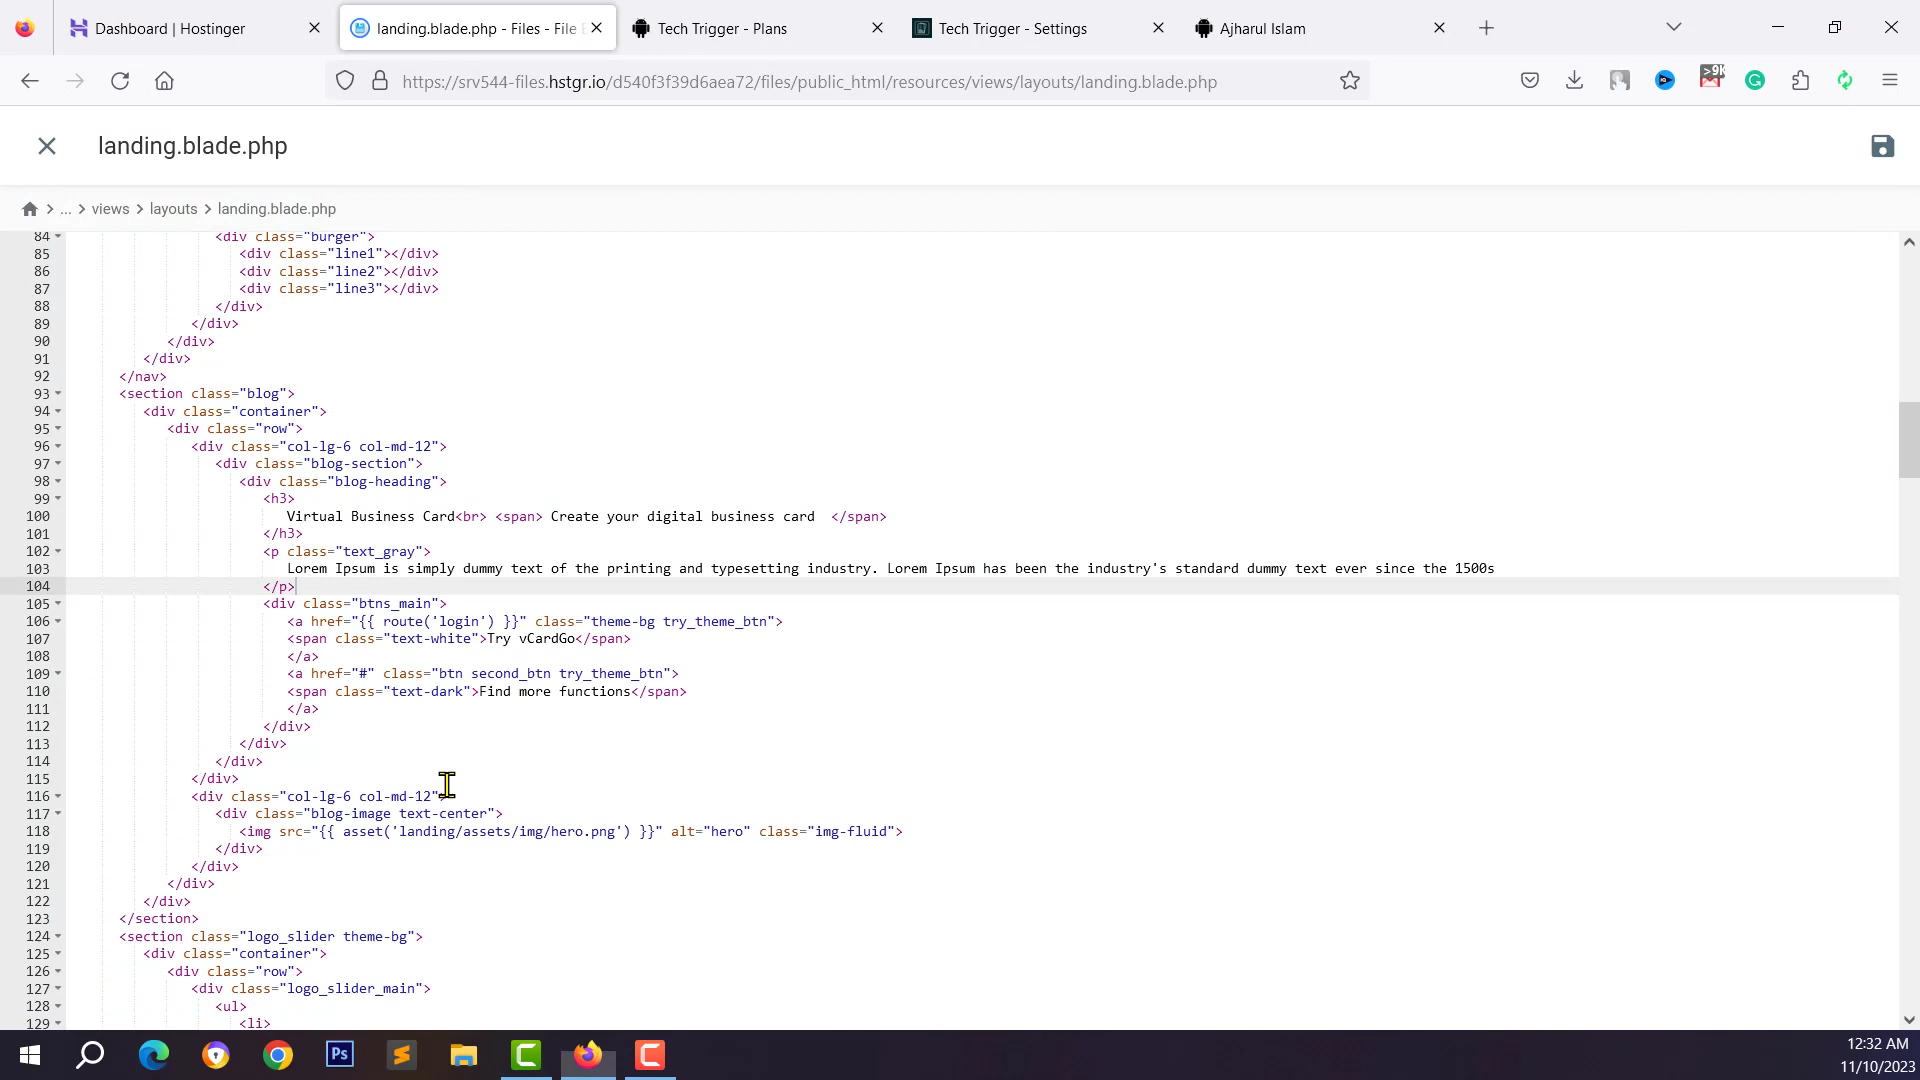 Dashboard | Hostinger
landing.blade.php - Files - File
Tech Trigger - Plans
Tech Trigger - Settings
Ajharul Islam
https://srv544-files.hstgr.io/d540f3f39d6aea72/files/public_html/resources/views/layouts/landing.blade.php
landing.blade.php
... views layouts landing.blade.php
84 <div class="burger">
85 <div class="line1"></div>
86 <div class="line2"></div>
87 <div class="line3"></div>
88 </div>
89 </div>
90 </div>
91 </div>
92 </nav>
93 <section class="blog">
94 <div class="container">
95 <div class="row">
96 <div class="col-lg-6 col-md-12">
97 <div class="blog-section">
98 <div class="blog-heading">
99 <h3>
100 Virtual Business Card<br> <span> Create your digital business card </span>
101 </h3>
102 <p class="text_gray">
103 Lorem Ipsum is simply dummy text of the printing and typesetting industry. Lorem Ipsum has been the industry's standard dummy text ever since the 1500s
104 </p>
105 <div class="btns_main">
106 <a href="{{ route('login') }}" class="theme-bg try_theme_btn">
107 <span class="text-white">Try vCardGo</span>
108 </a>
109 <a href="#" class="btn second_btn try_theme_btn">
110 <span class="text-dark">Find more functions</span>
111 </a>
112 </div>
113 </div>
114 </div>
115 </div>
116 <div class="col-lg-6 col-md-12">
117 <div class="blog-image text-center">
118 <img src="{{ asset('landing/assets/img/hero.png') }}" alt="hero" class="img-fluid">
119 </div>
120 </div>
121 </div>
122 </div>
123 </section>
124 <section class="logo_slider theme-bg">
125 <div class="container">
126 <div class="row">
127 <div class="logo_slider_main">
128 <ul>
129 <li>
Ps
12:32 AM
11/10/2023